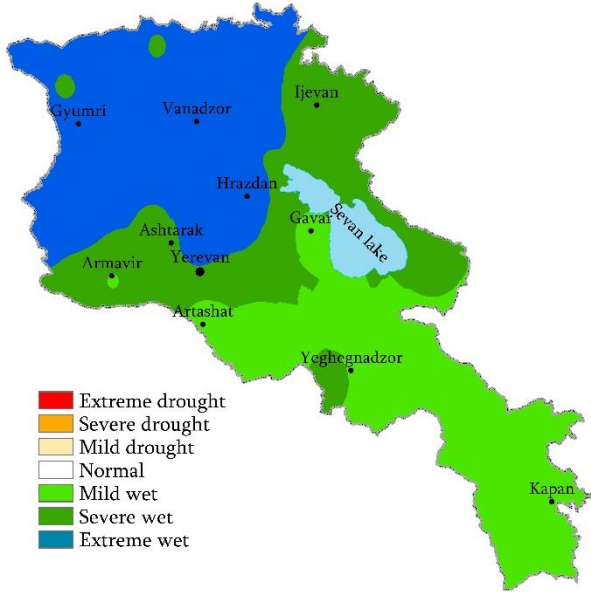 Ijevan
Gyumri
Vanadzor
Hrazdan
Sevan lake
Gavar
Ashtarak
Yerevan
Armavir
Artashat
Yeghegnadzor
Kapan
Extreme drought
Severe drought
Mild drought
Normal
Mild wet
Severe wet
Extreme wet